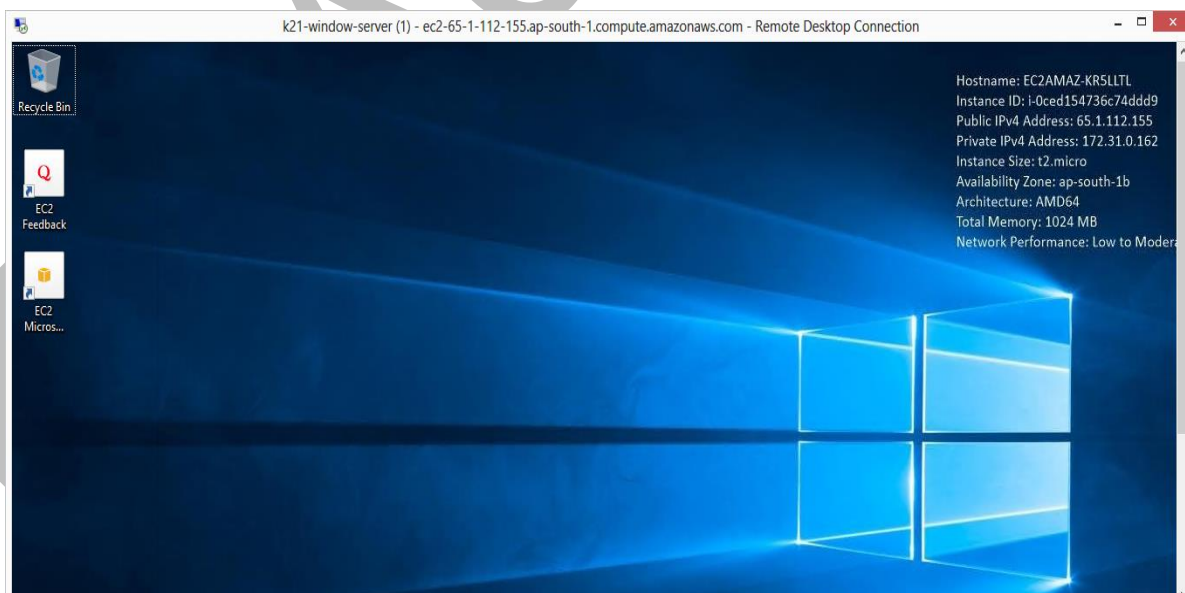 k21-window-server (1) - ec2-65-1-112-155.ap-south-1.compute.amazonaws.com - Remote Desktop Connection
Recycle Bin
Q
EC2
Feedback
EC2
Micros...
Hostname: EC2AMAZ-KR5LLTL
Instance ID: i-0ced154736c74ddd9
Public IPv4 Address: 65.1.112.155
Private IPv4 Address: 172.31.0.162
Instance Size: t2.micro
Availability Zone: ap-south-1b
Architecture: AMD64
Total Memory: 1024 MB
Network Performance: Low to Modera